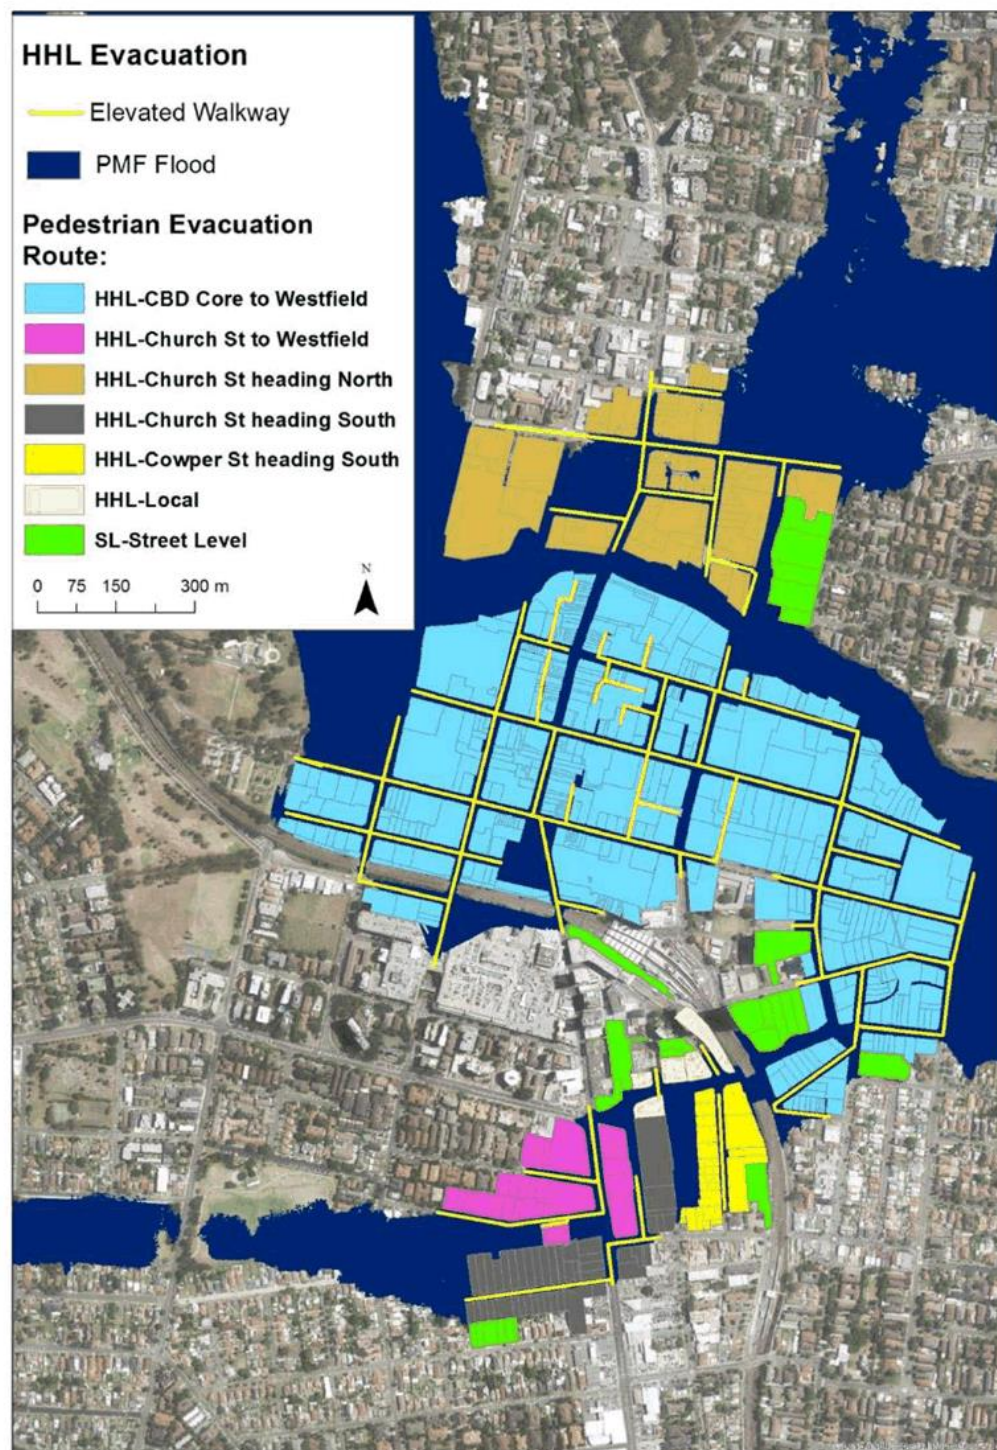 HHL Evacuation
Elevated Walkway
PMF Flood
Pedestrian Evacuation
Route:
HHL-CBD Core to Westfield
HHL-Church St to Westfield
HHL-Church St heading North
HHL-Church St heading South
HHL-Cowper St heading South
HHL-Local
SL-Street Level
0 75 150 300 m
N